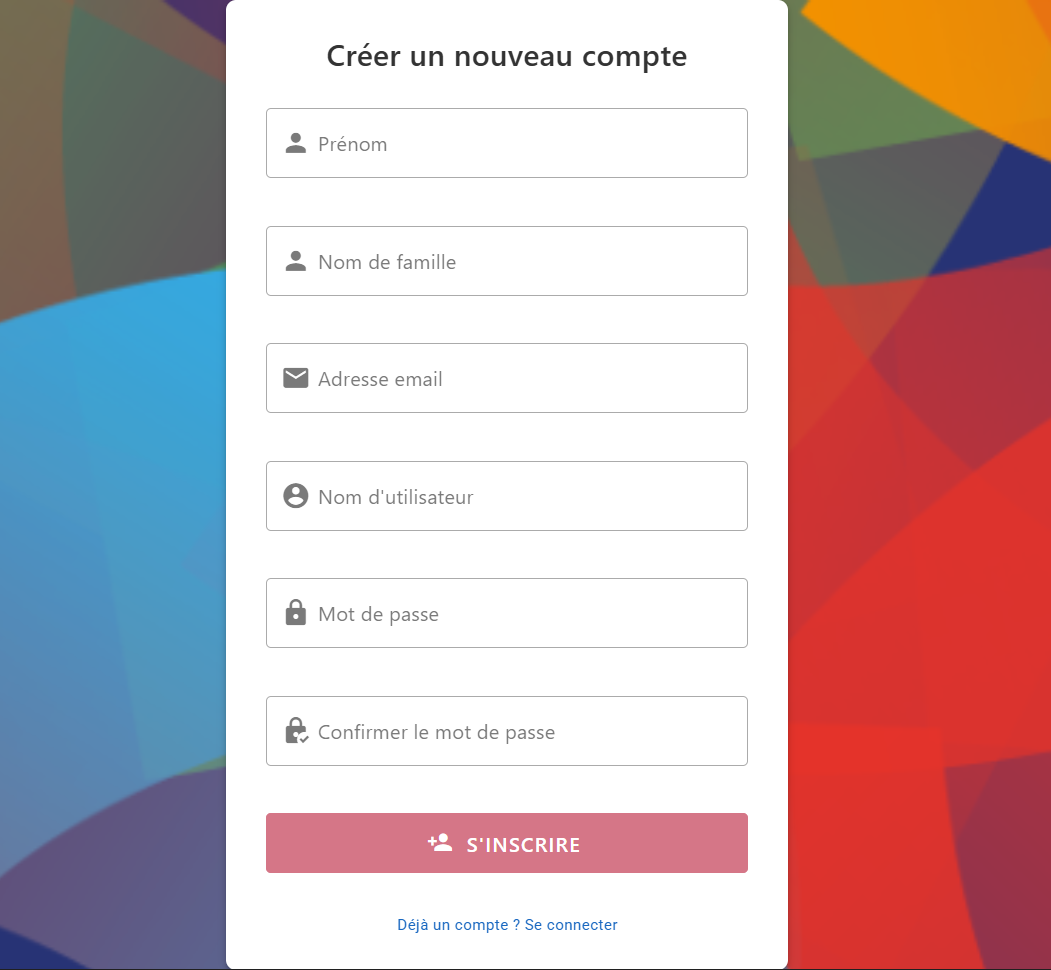 Créer un nouveau compte
Prénom
Nom de famille
Adresse email
Nom d'utilisateur
Mot de passe
Confirmer le mot de passe
S'INSCRIRE
Déjà un compte ? Se connecter